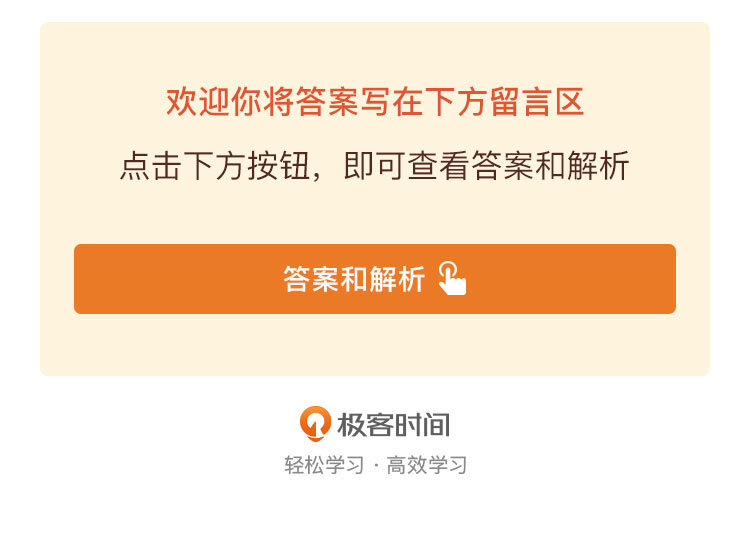 欢迎你将答案写在下方留言区
点击下方按钮，即可查看答案和解析
答案和解析
极客时间
轻松学习 · 高效学习